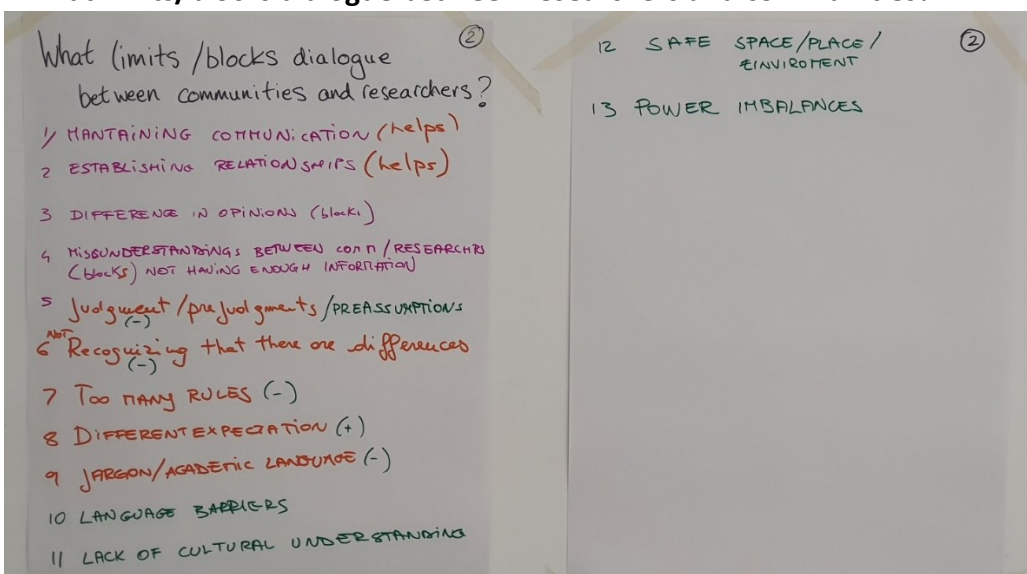 ②
What limits/blocks dialogue
between communities and researchers?
1/ MANTAINING COMMUNICATION (helps)
2 ESTABLISHING RELATIONSHIPS (helps)
3 DIFFERENCE IN OPINIONS (blocks)
4 MISSUNDERSTANDINGS BETWEEN COMM/RESEARCHRS
(blocks) NOT HAVING ENOUGH INFORMATION
5 Judgment/prejudgments/PREASSUMPTIONS
(-)
6 NOT Recognizing that there are differences
(-)
7 TOO MANY RULES (-)
8 DIFFERENT EXPECTATION (+)
9 JARGON/ACADEMIC LANGUAGE (-)
10 LANGUAGE BARRIERS
11 LACK OF CULTURAL UNDERSTANDING
②
12 SAFE SPACE/PLACE/
EINVIROMENT
13 POWER IMBALANCES